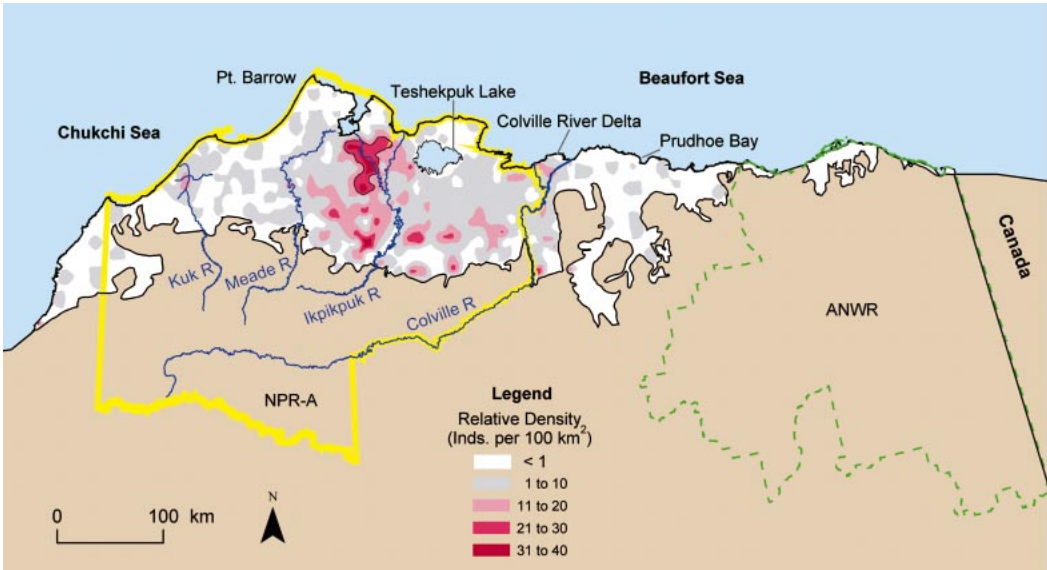 Pt. Barrow
Beaufort Sea
Teshekpuk Lake
Chukchi Sea
Colville River Delta
Prudhoe Bay
Kuk R
Meade R
Ikpikpuk R
Colville R
Canada
ANWR
NPR-A
Legend
Relative Density
(Inds. per 100 km2)
< 1
1 to 10
11 to 20
21 to 30
31 to 40
N
0 100 km